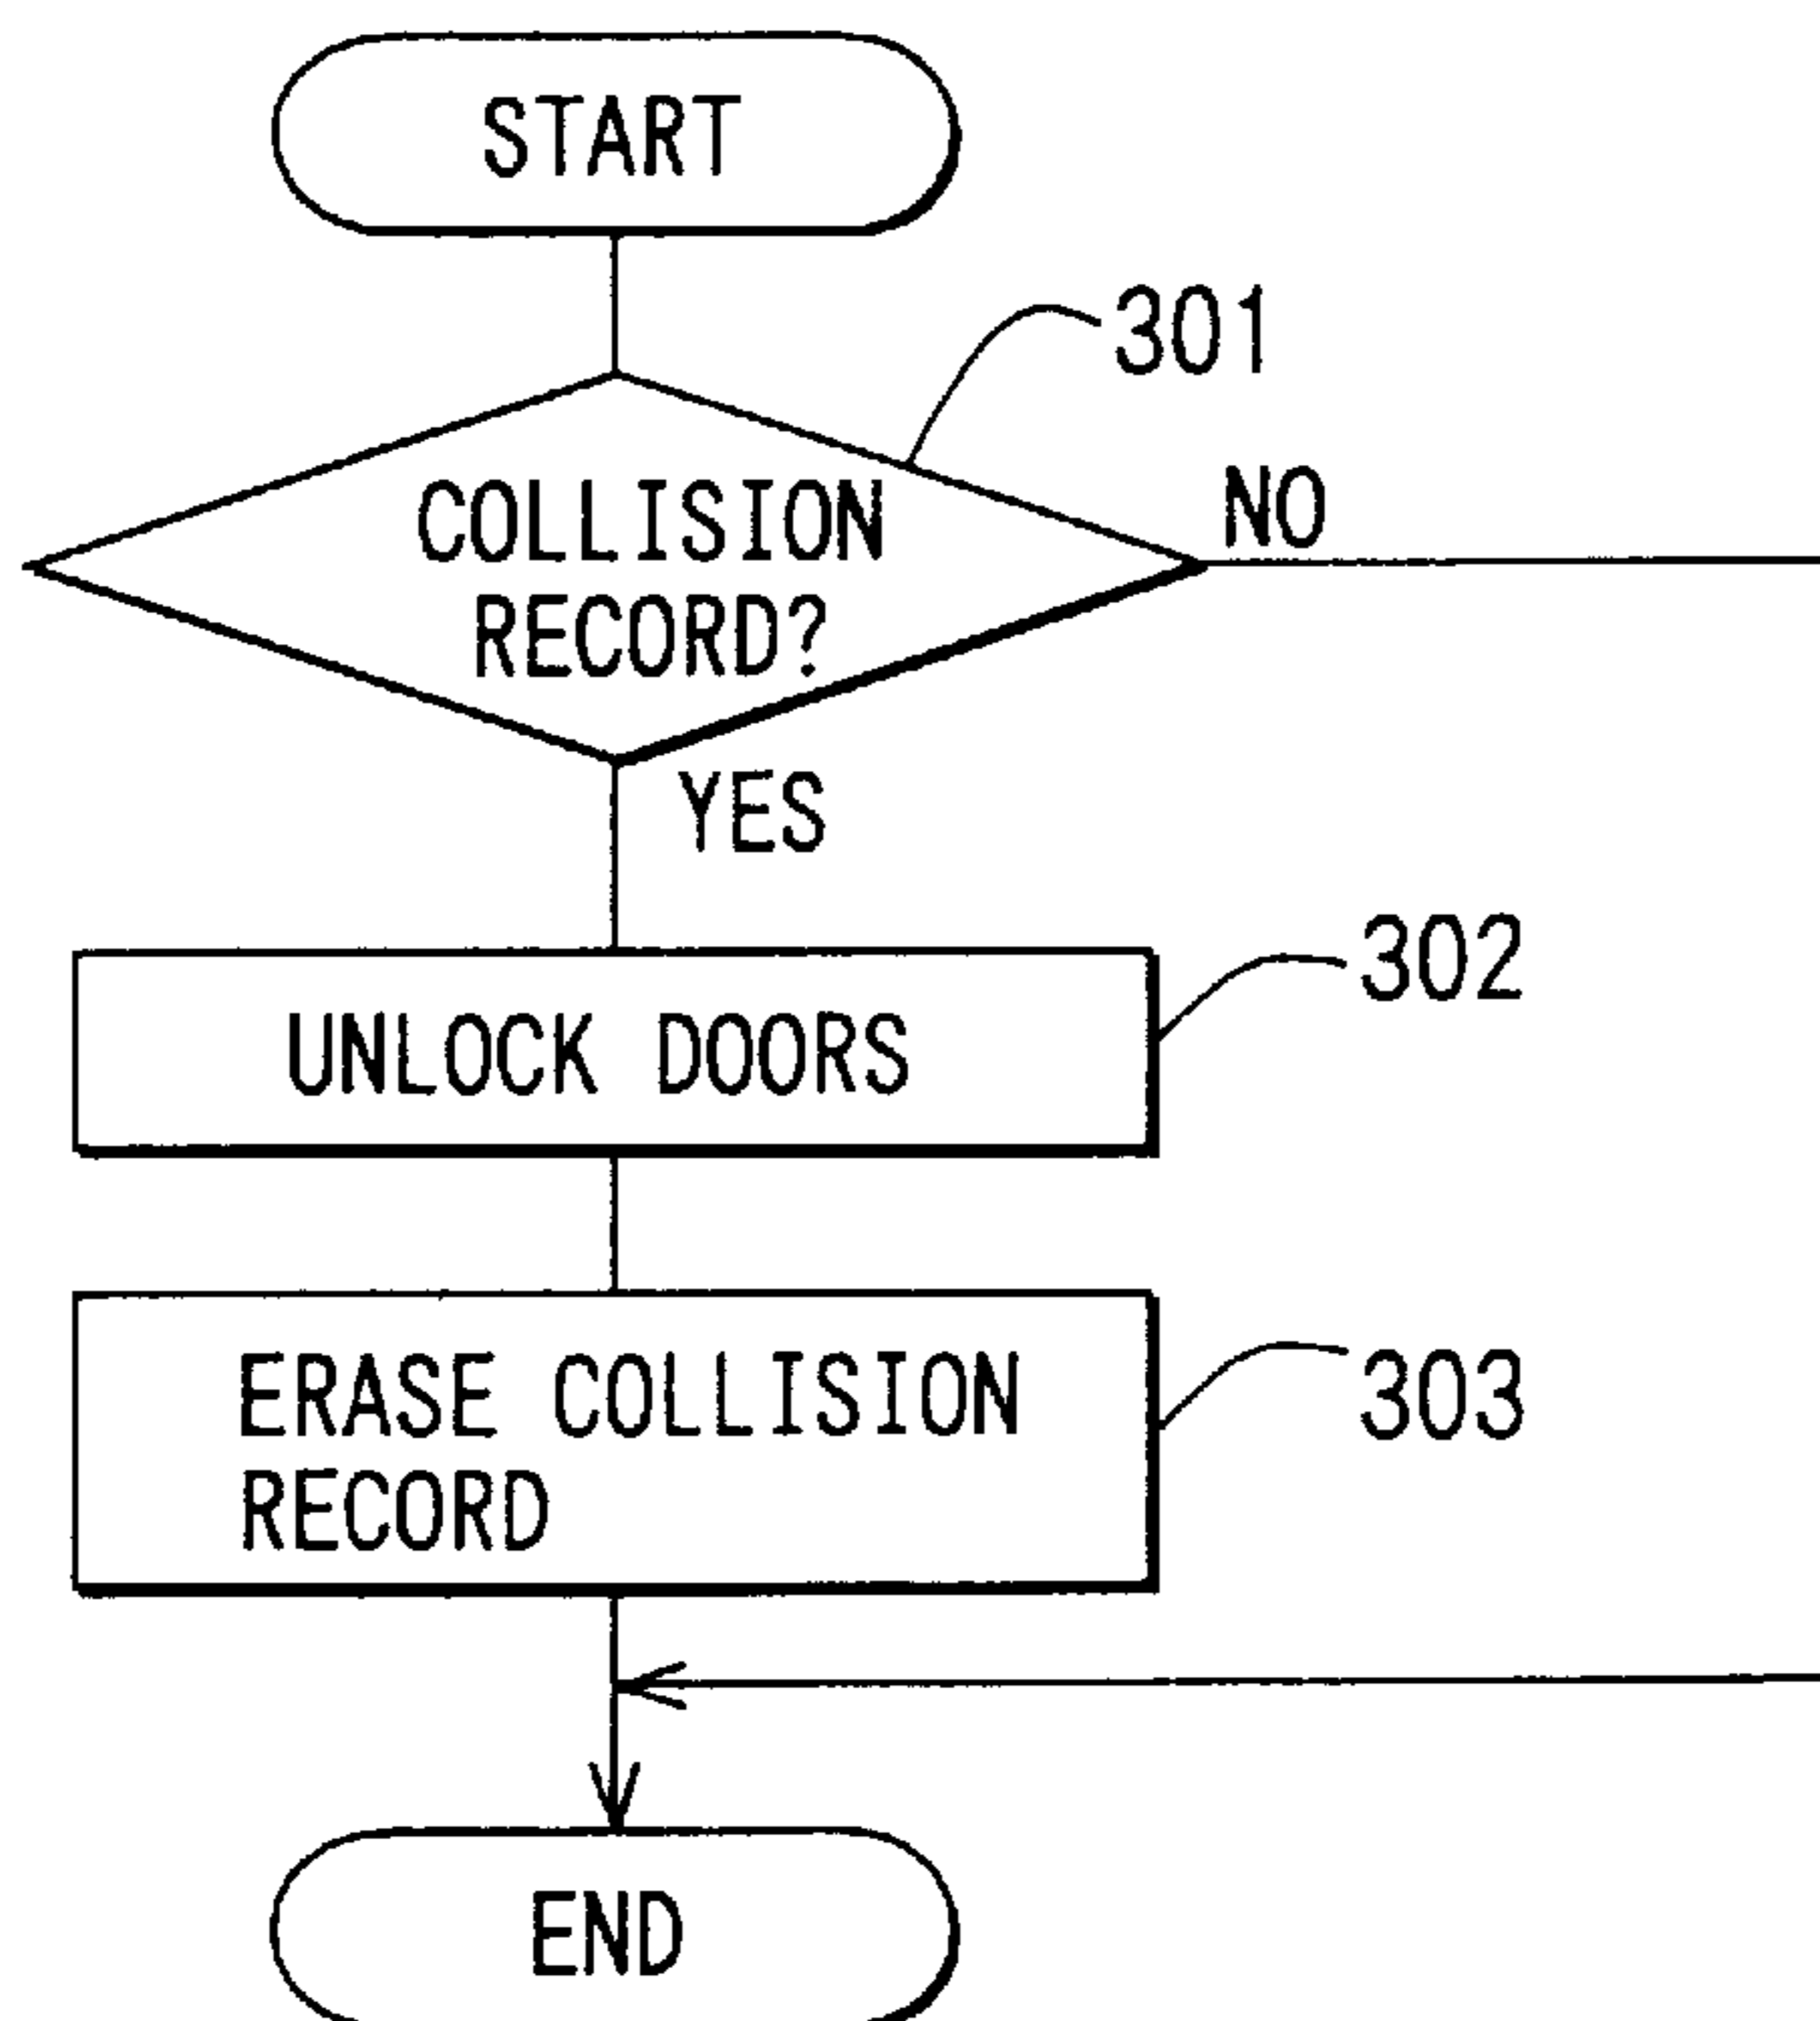 START
301
COLLISION
RECORD?
NO
YES
302
UNLOCK DOORS
303
ERASE COLLISION
RECORD
END